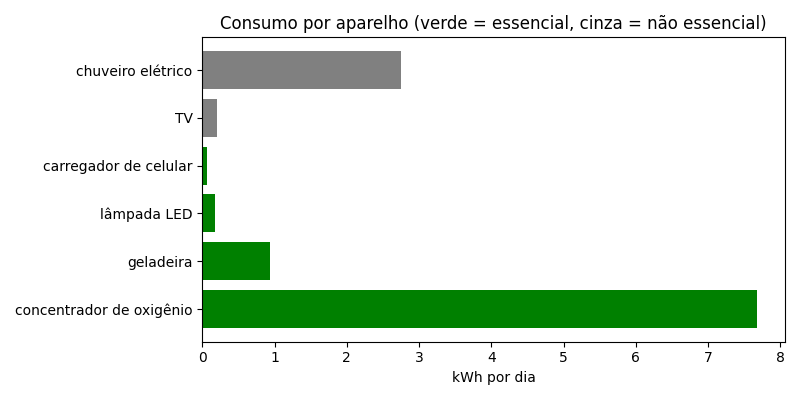 Consumo por aparelho (verde = essencial, cinza = não essencial)
chuveiro elétrico
TV
carregador de celular
lâmpada LED
geladeira
concentrador de oxigênio
0 1 2 3 4 5 6 7 8
kWh por dia